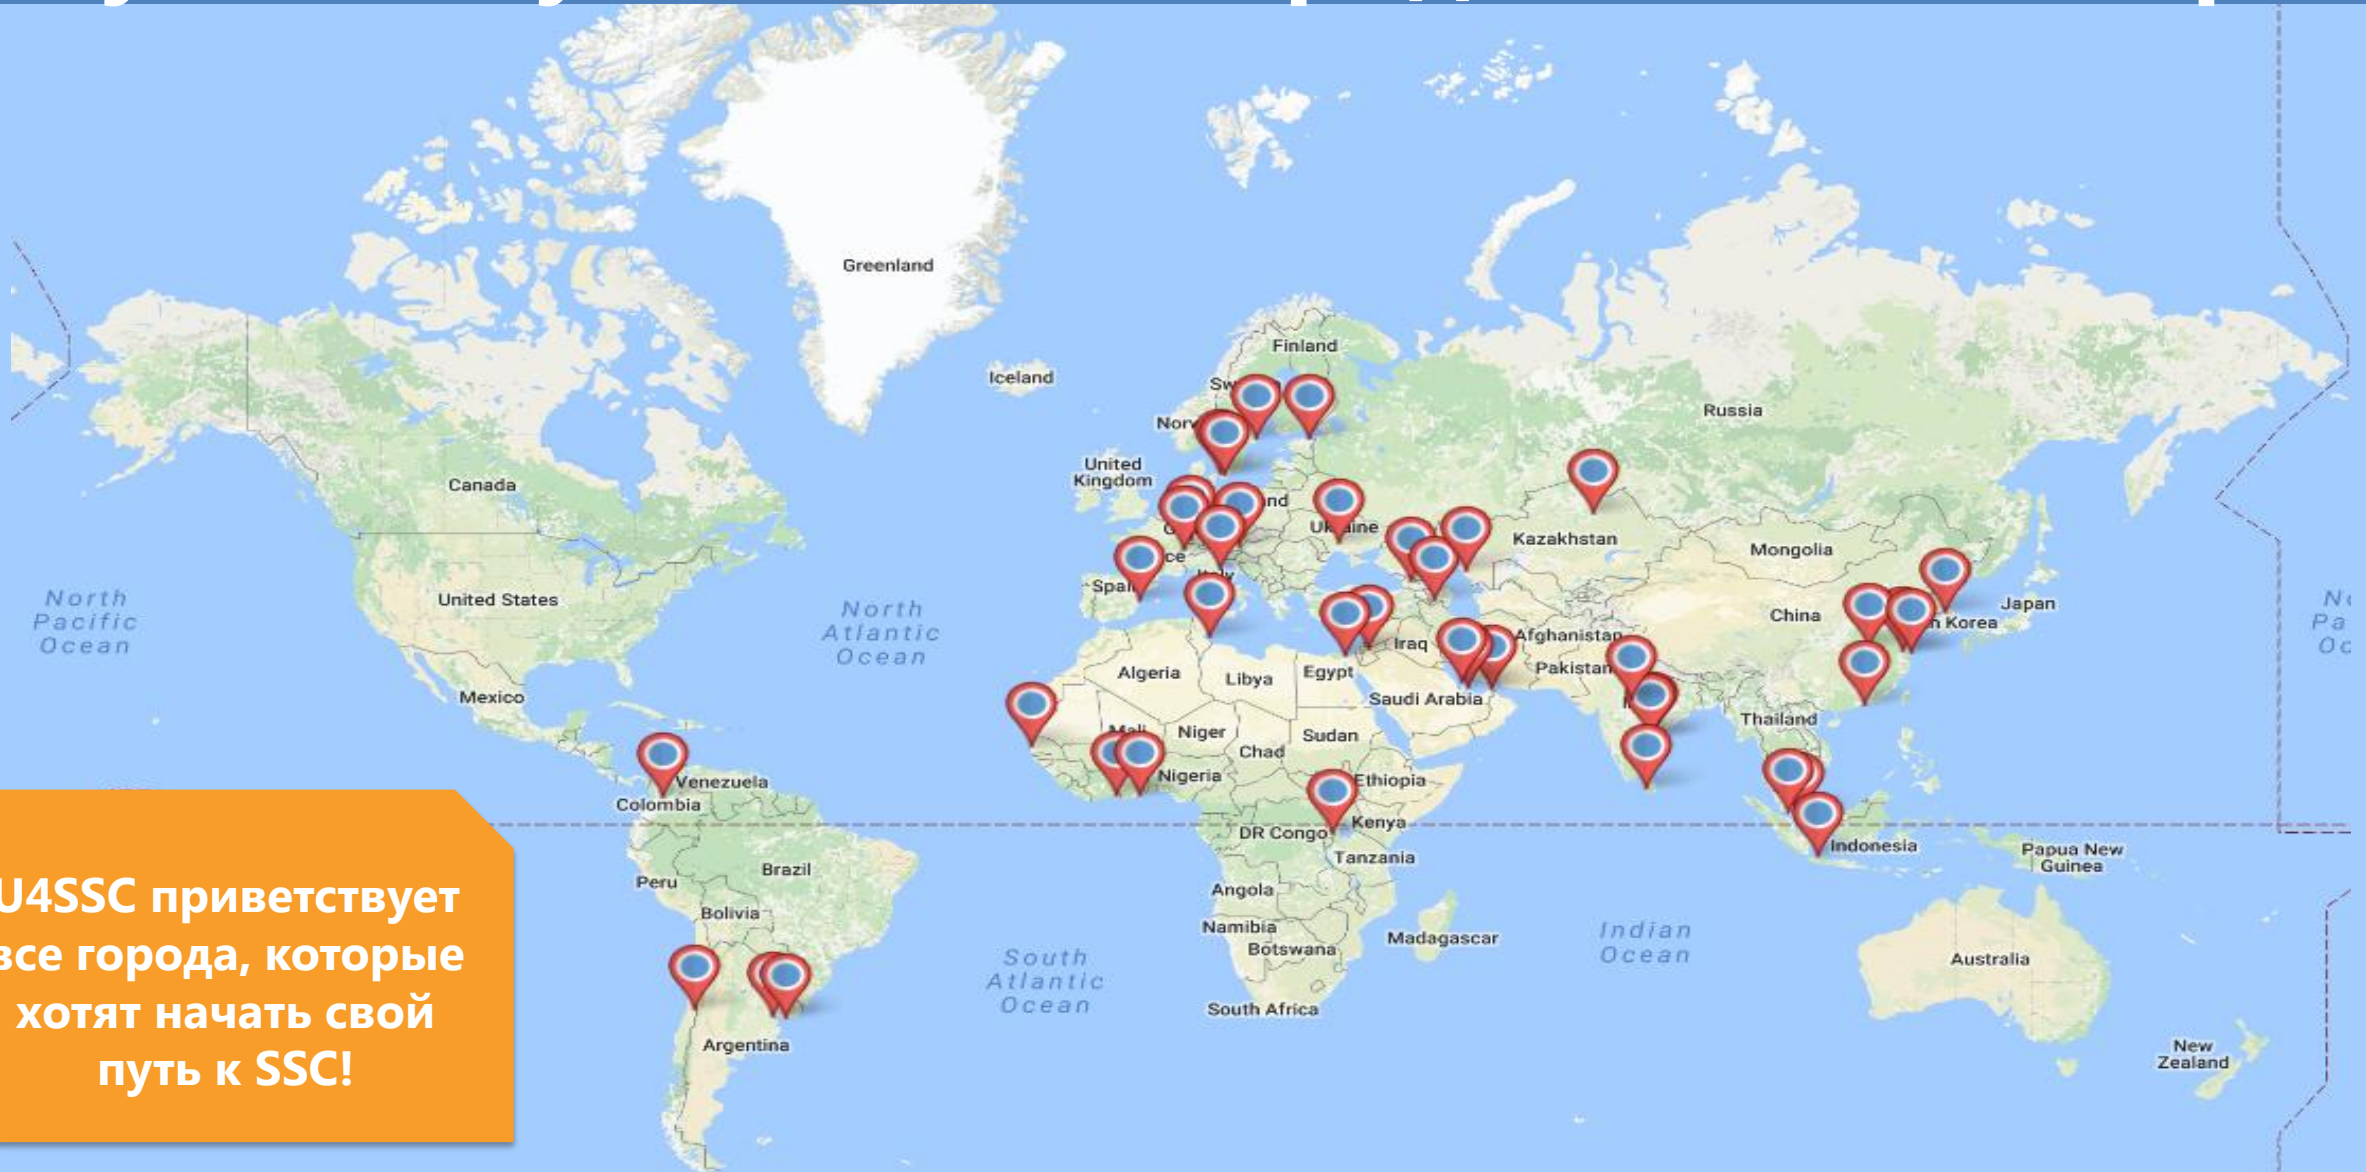 Greenland
Finland
Iceland
Russia
United
Kingdom
Canada
Kazakhstan
Mongolia
North
Pacific
Ocean
United States
North
Atlantic
Ocean
China
Japan
Iraq
Afghanistan
Pakistan
Algeria
Libya
Egypt
Saudi Arabia
Mexico
Mali
Niger
Chad
Sudan
Thailand
Nigeria
Ethiopia
Venezuela
Colombia
DR Congo
Kenya
Tanzania
Indonesia
Papua New
Guinea
Brazil
Peru
Bolivia
Angola
Namibia
Botswana
Madagascar
Indian
Ocean
South
Atlantic
Ocean
South Africa
Australia
Argentina
New
Zealand
U4SSC приветствует
все города, которые
хотят начать свой
путь к SSC!